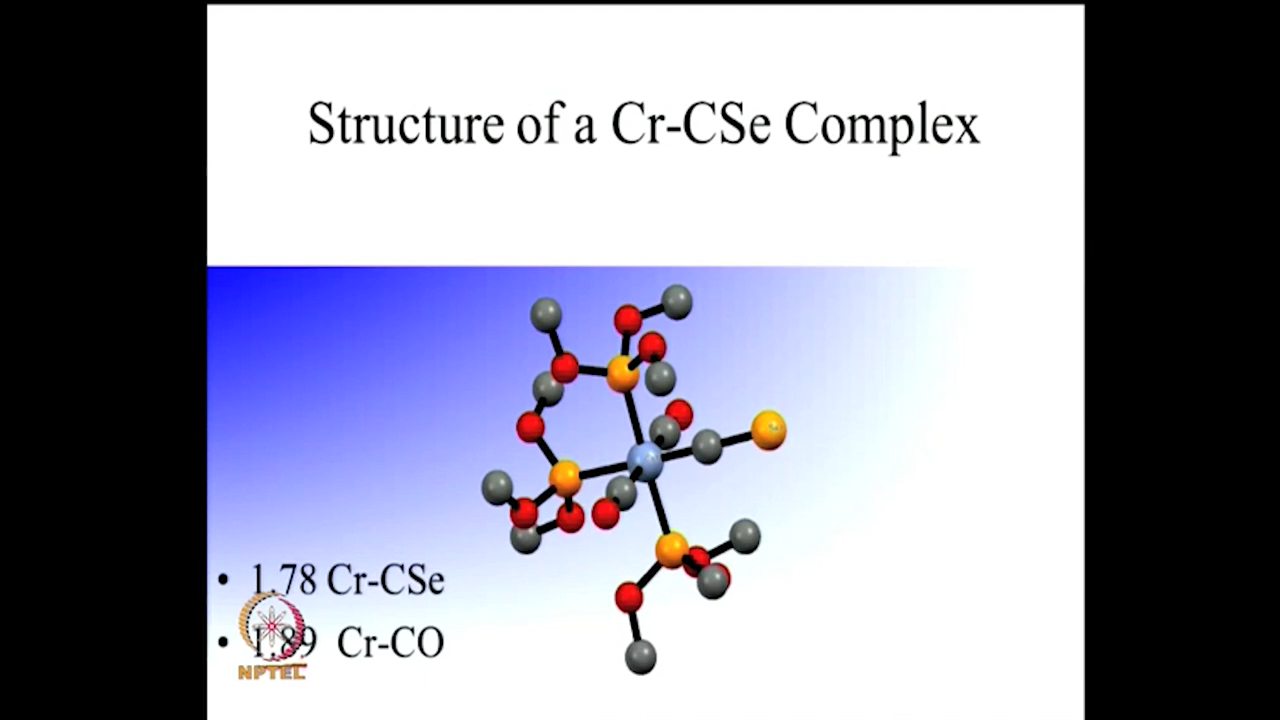 Structure of a Cr-CSe Complex
• 1.78 Cr-CSe
• 1.89 Cr-CO
NPTEL